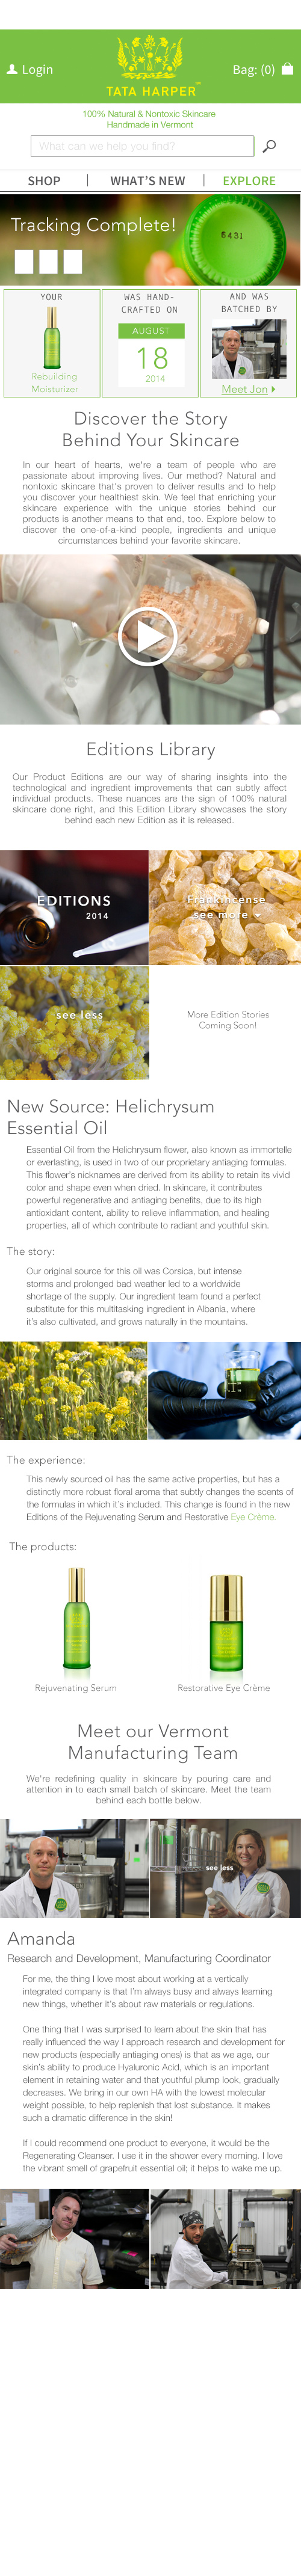 Login
TATA HARPER™
Bag: (0)
100% Natural & Nontoxic Skincare
Handmade in Vermont
What can we help you find?
SHOP | WHAT'S NEW | EXPLORE
Tracking Complete!
6431
YOUR
Rebuilding
Moisturizer
WAS HAND-
CRAFTED ON
AUGUST
18
2014
AND WAS
BATCHED BY
Meet Jon
Discover the Story
Behind Your Skincare
In our heart of hearts, we're a team of people who are
passionate about improving lives. Our method? Natural and
nontoxic skincare that's proven to deliver results and to help
you discover your healthiest skin. We feel that enriching your
skincare experience with the unique stories behind our
products is another means to that end, too. Explore below to
discover the one-of-a-kind people, ingredients and unique
circumstances behind your favorite skincare.
Editions Library
Our Product Editions are our way of sharing insights into the
technological and ingredient improvements that can subtly affect
individual products. These nuances are the sign of 100% natural
skincare done right, and this Edition Library showcases the story
behind each new Edition as it is released.
EDITIONS
2014
Frankincense
see more
see less
More Edition Stories
Coming Soon!
New Source: Helichrysum
Essential Oil
Essential Oil from the Helichrysum flower, also known as immortelle
or everlasting, is used in two of our proprietary antiaging formulas.
This flower's nicknames are derived from its ability to retain its vivid
color and shape even when dried. In skincare, it contributes
powerful regenerative and antiaging benefits, due to its high
antioxidant content, ability to relieve inflammation, and healing
properties, all of which contribute to radiant and youthful skin.
The story:
Our original source for this oil was Corsica, but intense
storms and prolonged bad weather led to a worldwide
shortage of the supply. Our ingredient team found a perfect
substitute for this multitasking ingredient in Albania, where
it's also cultivated, and grows naturally in the mountains.
The experience:
This newly sourced oil has the same active properties, but has a
distinctly more robust floral aroma that subtly changes the scents of
the formulas in which it's included. This change is found in the new
Editions of the Rejuvenating Serum and Restorative Eye Crème.
The products:
Rejuvenating Serum
Restorative Eye Crème
Meet our Vermont
Manufacturing Team
We're redefining quality in skincare by pouring care and
attention in to each small batch of skincare. Meet the team
behind each bottle below.
see less
Amanda
Research and Development, Manufacturing Coordinator
For me, the thing I love most about working at a vertically
integrated company is that I'm always busy and always learning
new things, whether it's about raw materials or regulations.
One thing that I was surprised to learn about the skin that has
really influenced the way I approach research and development for
new products (especially antiaging ones) is that as we age, our
skin's ability to produce Hyaluronic Acid, which is an important
element in retaining water and that youthful plump look, gradually
decreases. We bring in our own HA with the lowest molecular
weight possible, to help replenish that lost substance. It makes
such a dramatic difference in the skin!
If I could recommend one product to everyone, it would be the
Regenerating Cleanser. I use it in the shower every morning. I love
the vibrant smell of grapefruit essential oil; it helps to wake me up.